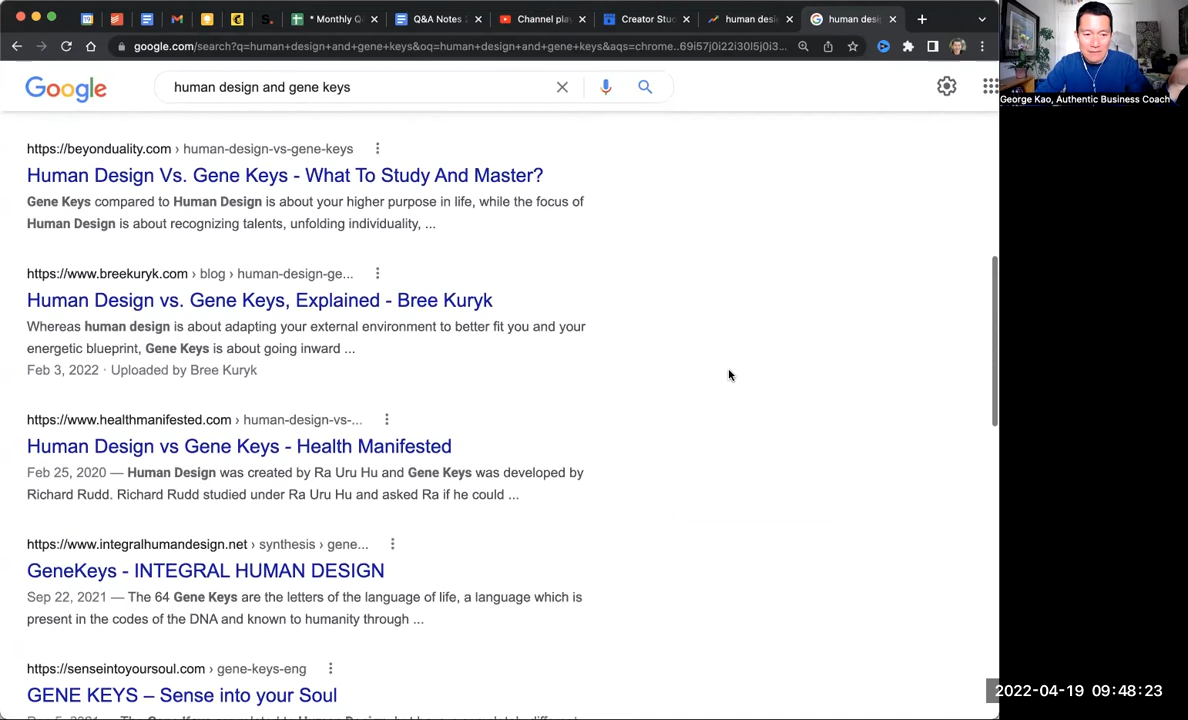 * Monthly Q
Q&A Notes 2
Channel pla
Creator Stud
human desi
human desi
google.com/search?q=human+design+and+gene+keys&oq=human+design+and+gene+keys&aqs=chrome..69i57j0i22i30l5j0i3...
Google
human design and gene keys
George Kao, Authentic Business Coach
https://beyonduality.com › human-design-vs-gene-keys
Human Design Vs. Gene Keys - What To Study And Master?
Gene Keys compared to Human Design is about your higher purpose in life, while the focus of
Human Design is about recognizing talents, unfolding individuality, ...
https://www.breekuryk.com › blog › human-design-ge...
Human Design vs. Gene Keys, Explained - Bree Kuryk
Whereas human design is about adapting your external environment to better fit you and your
energetic blueprint, Gene Keys is about going inward ...
Feb 3, 2022 · Uploaded by Bree Kuryk
https://www.healthmanifested.com › human-design-vs-...
Human Design vs Gene Keys - Health Manifested
Feb 25, 2020 — Human Design was created by Ra Uru Hu and Gene Keys was developed by
Richard Rudd. Richard Rudd studied under Ra Uru Hu and asked Ra if he could ...
https://www.integralhumandesign.net › synthesis › gene...
GeneKeys - INTEGRAL HUMAN DESIGN
Sep 22, 2021 — The 64 Gene Keys are the letters of the language of life, a language which is
present in the codes of the DNA and known to humanity through ...
https://senseintoyoursoul.com › gene-keys-eng
GENE KEYS – Sense into your Soul
2022-04-19 09:48:23